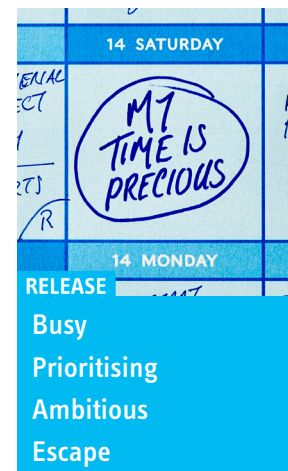 14 SATURDAY
MY
TIME IS
PRECIOUS
R
14 MONDAY
RELEASE
Busy
Prioritising
Ambitious
Escape